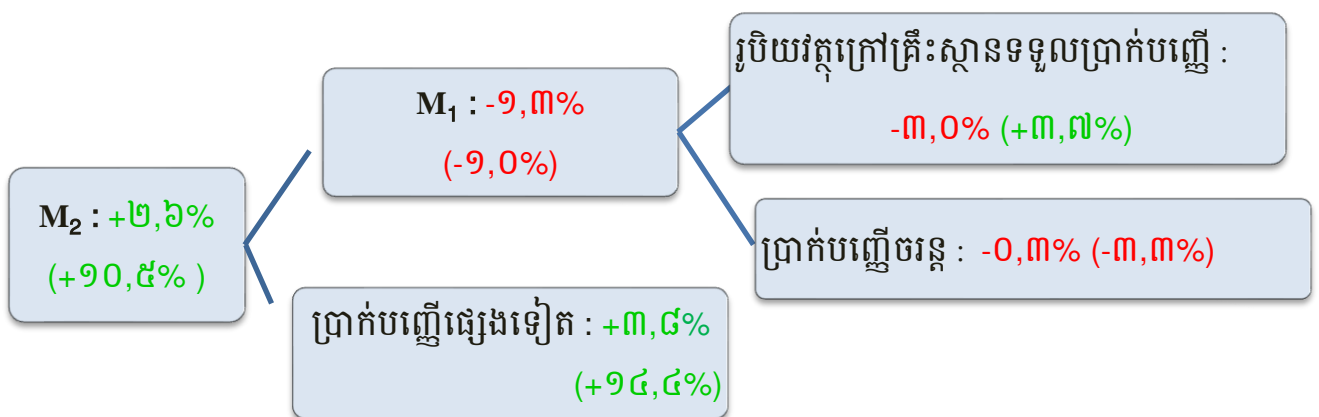 M₂ : +២,៦%
(+១០,៥% )
M₁ : -១,៣%
(-១,០%)
ប្រាក់បញ្ញើផ្សេងទៀត : +៣,៨%
(+១៤,៤%)
រូបិយវត្ថុក្រៅគ្រឹះស្ថានទទួលប្រាក់បញ្ញើ :
-៣,០% (+៣,៧%)
ប្រាក់បញ្ញើចរន្ត : -០,៣% (-៣,៣%)